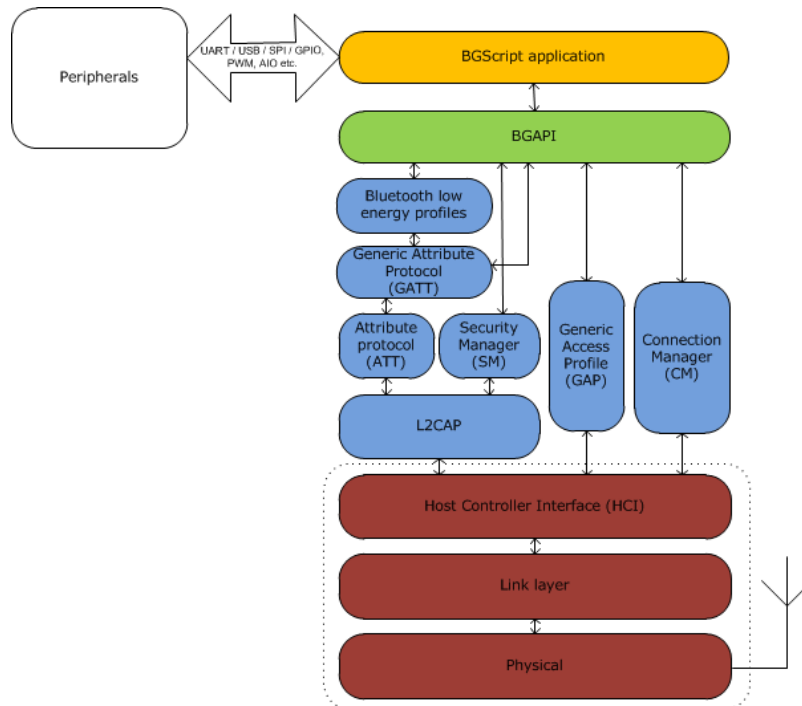 Peripherals
UART / USB / SPI / GPIO,
PWM, AIO etc.
BGScript application
BGAPI
Bluetooth low
energy profiles
Generic Attribute
Protocol
(GATT)
Attribute
protocol
(ATT)
Security
Manager
(SM)
Generic
Access
Profile
(GAP)
Connection
Manager
(CM)
L2CAP
Host Controller Interface (HCI)
Link layer
Physical